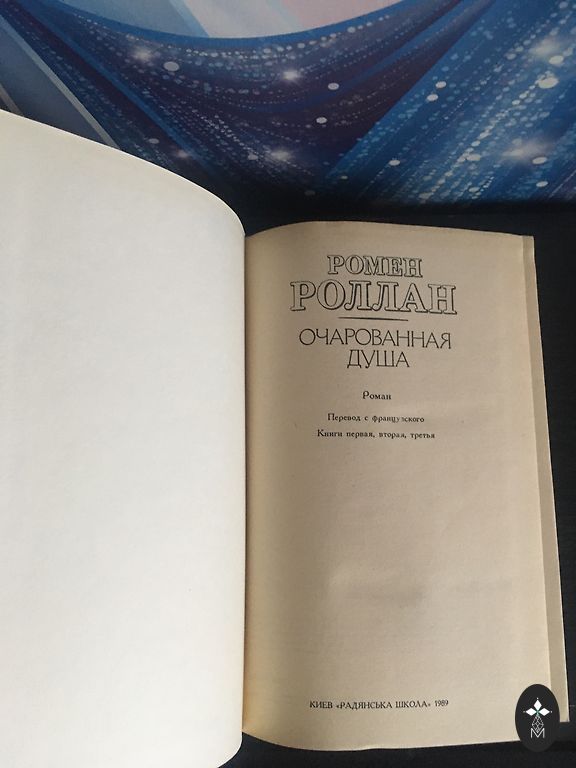 РОМЕН
РОЛЛАН
ОЧАРОВАННАЯ
ДУША
Роман
Перевод с французского
Книги первая, вторая, третья
КИЕВ «РАДЯНСЬКА ШКОЛА» 1989
М